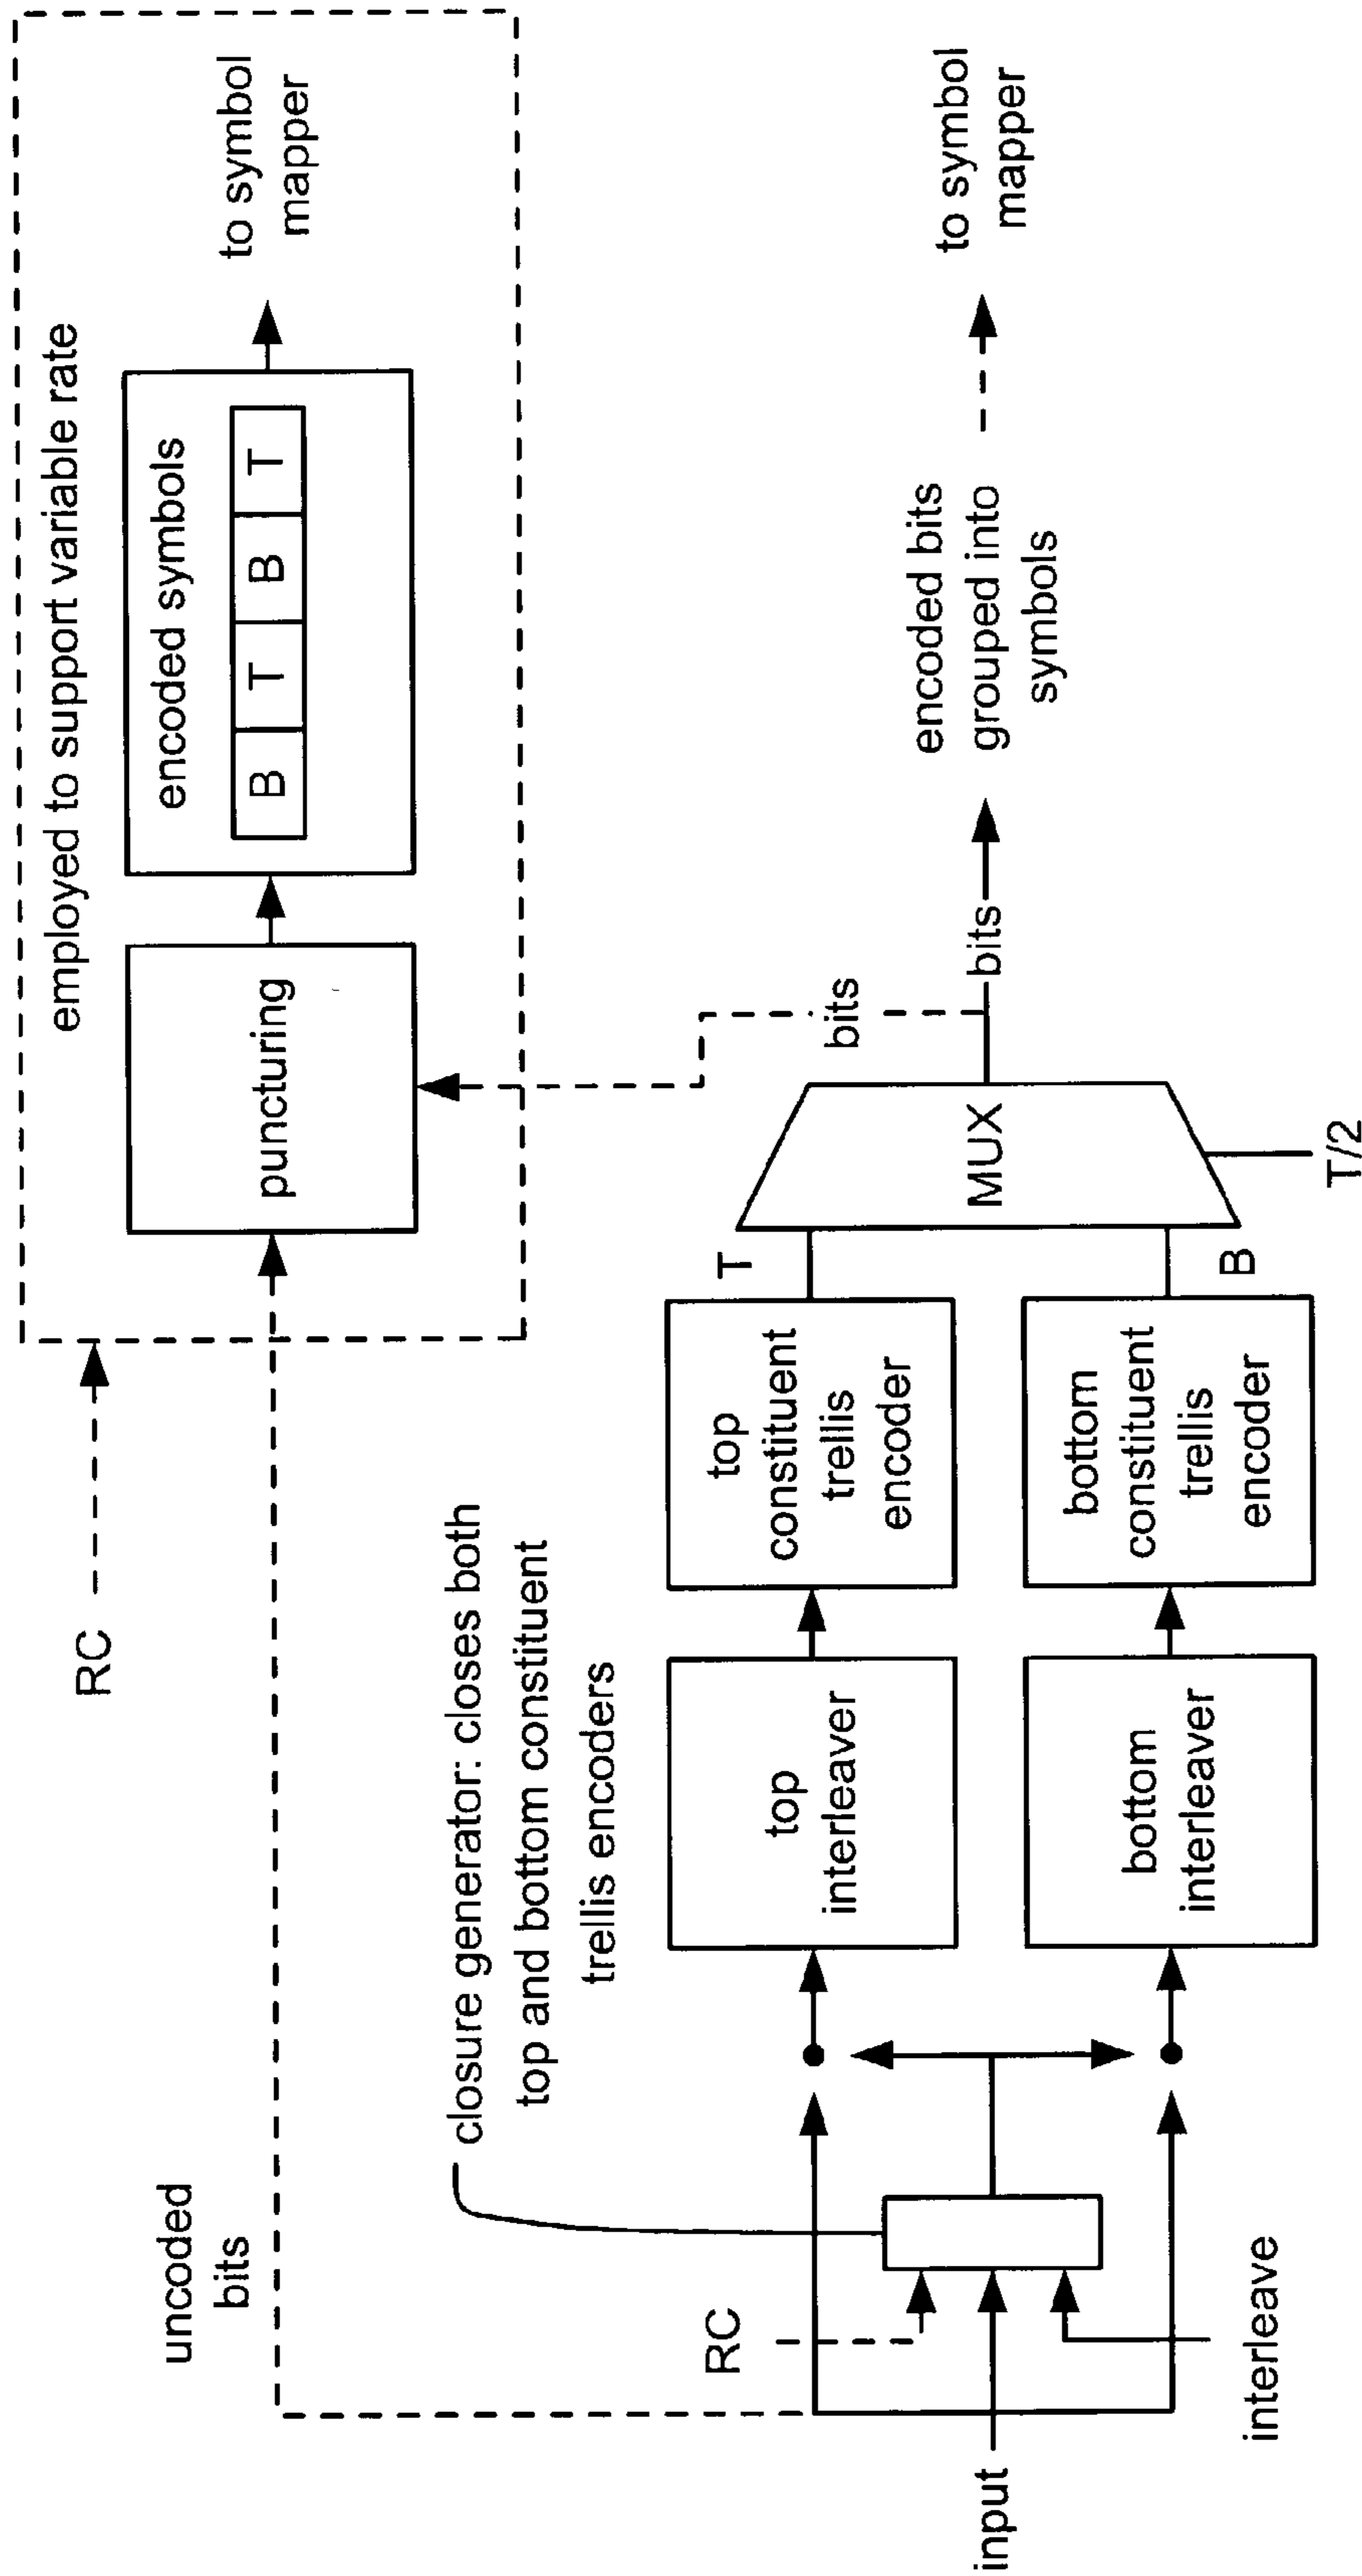 employed to support variable rate
RC
puncturing
encoded symbols
B T B T
to symbol
mapper
uncoded
bits
closure generator: closes both
top and bottom constituent
trellis encoders
RC
input
interleave
top
interleaver
bottom
interleaver
top
constituent
trellis
encoder
bottom
constituent
trellis
encoder
T
B
MUX
T/2
bits
bits
encoded bits
grouped into
symbols
to symbol
mapper